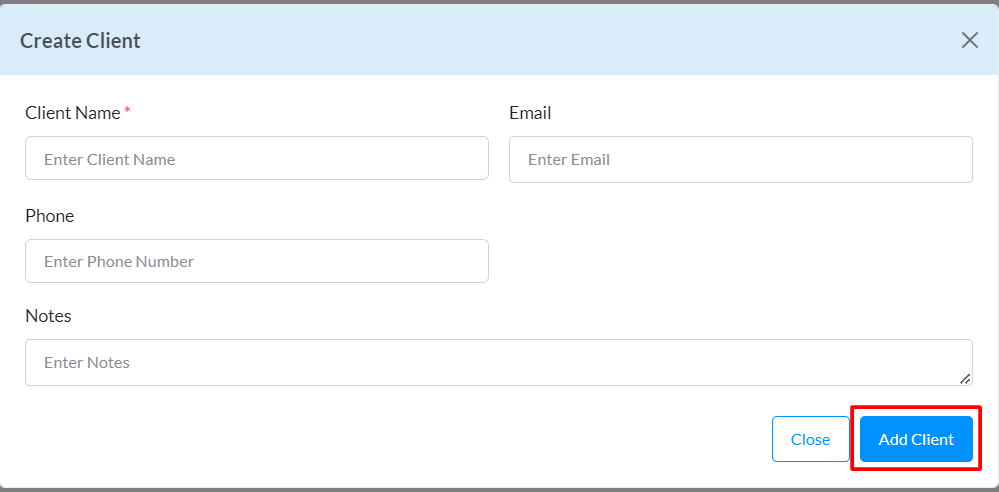 Create Client
Client Name * Email
Enter Client Name Enter Email
Phone
Enter Phone Number
Notes
Enter Notes
Close Add Client